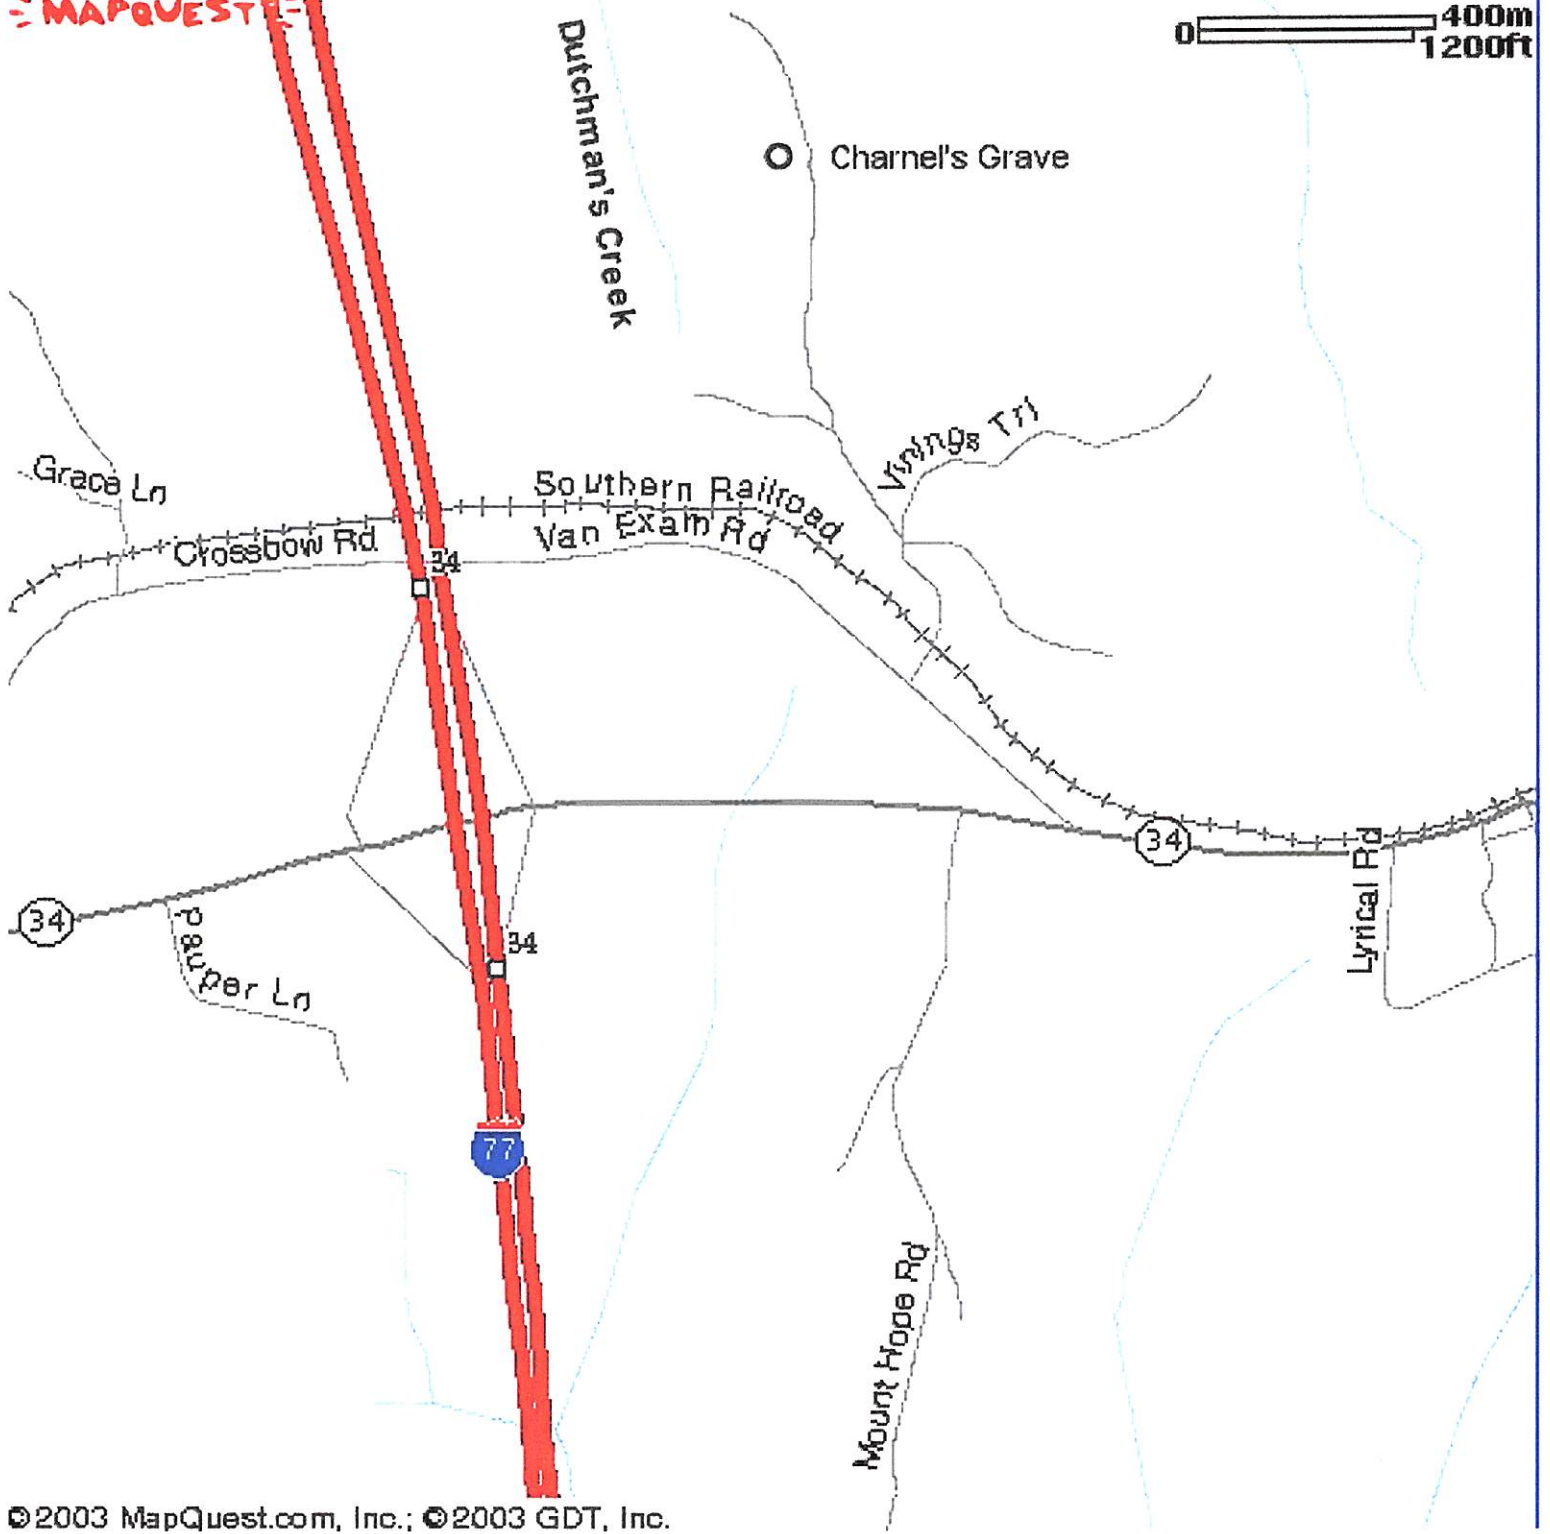 MAPQUEST
400m
0
1200ft
Dutchman's Creek
Charnel's Grave
Vinings Trl
Grace Ln
Southern Railroad
Crossbow Rd
Van Exam Rd
34
34
Lyrical Rd
34
Pauper Ln
34
77
Mount Hope Rd
©2003 MapQuest.com, Inc.; ©2003 GDT, Inc.